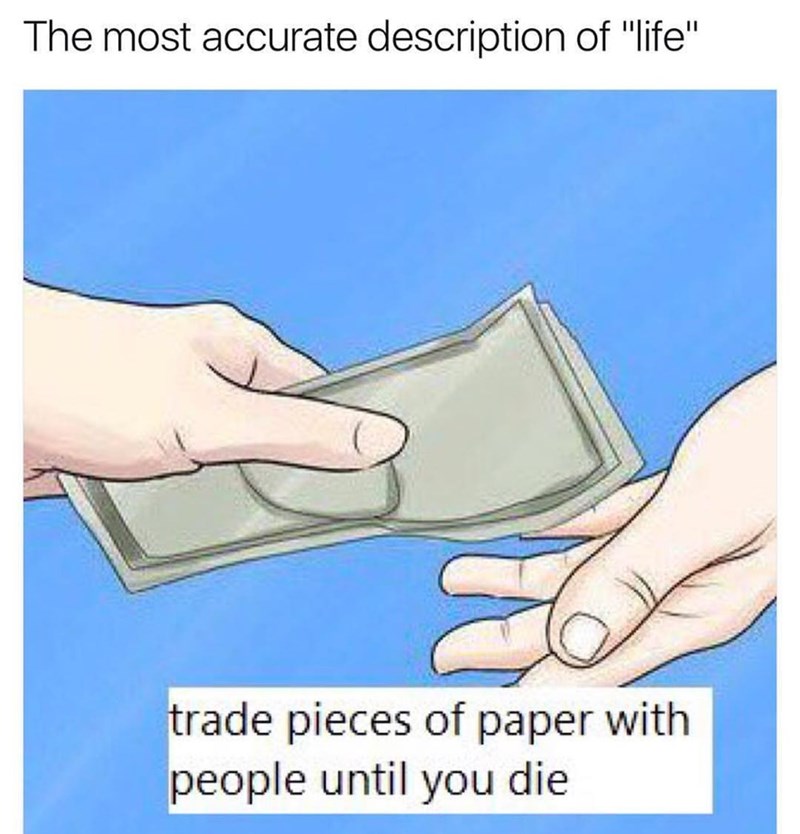 The most accurate description of "life"
trade pieces of paper with
people until you die